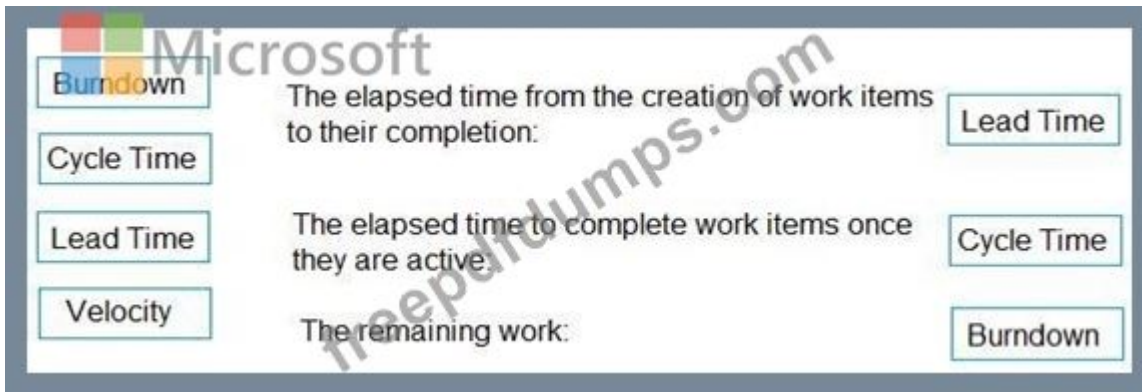 Microsoft
Burndown
Cycle Time
Lead Time
Velocity
The elapsed time from the creation of work items
to their completion:
Lead Time
The elapsed time to complete work items once
they are active:
Cycle Time
The remaining work:
Burndown
freepdfdumps.com